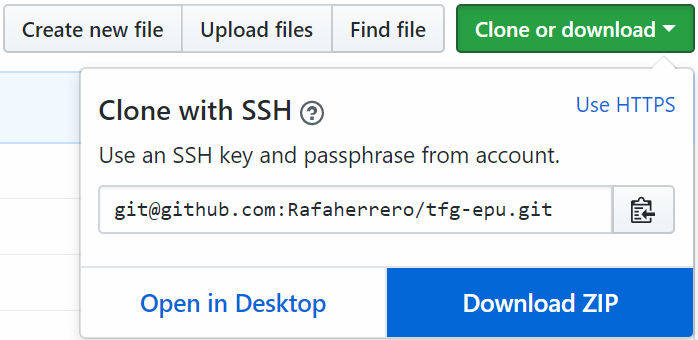 Create new file Upload files Find file Clone or download
Clone with SSH ?
Use HTTPS
Use an SSH key and passphrase from account.
git@github.com:Rafaherrero/tfg-epu.git
Open in Desktop Download ZIP